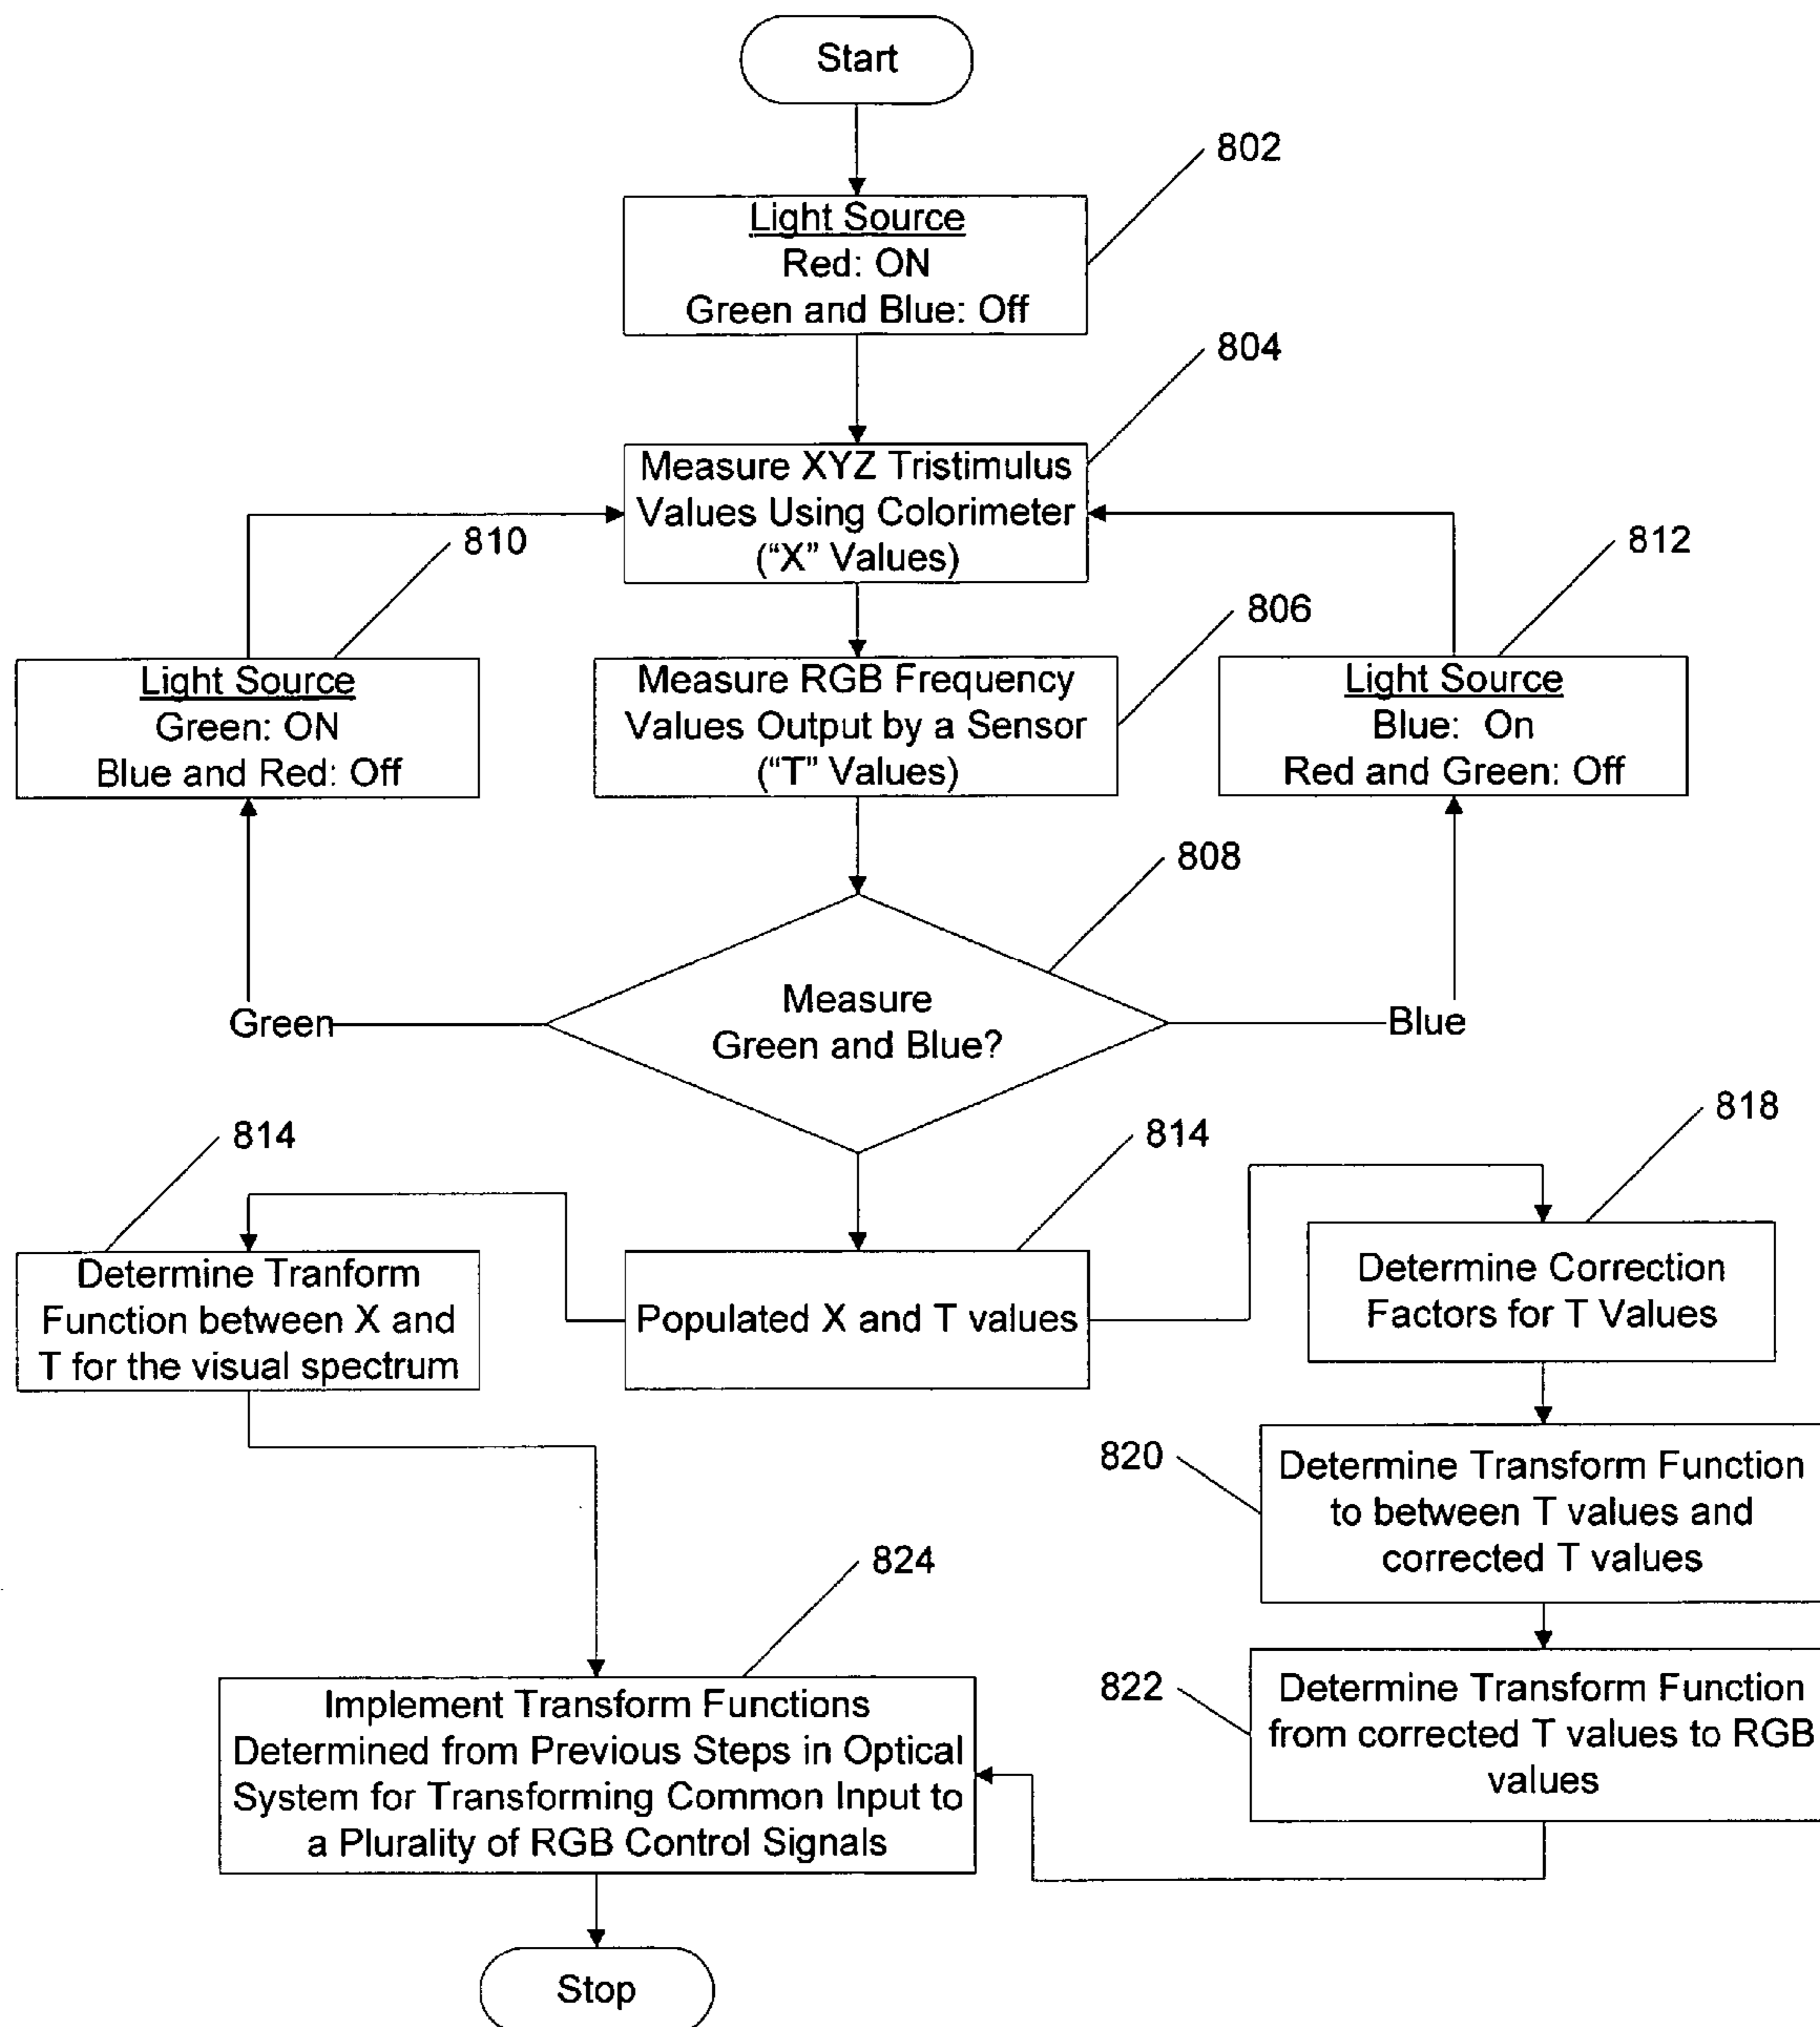 Start
802
Light Source
Red: ON
Green and Blue: Off
804
Measure XYZ Tristimulus
Values Using Colorimeter
(“X” Values)
810
Light Source
Green: ON
Blue and Red: Off
806
Measure RGB Frequency
Values Output by a Sensor
(“T” Values)
812
Light Source
Blue: On
Red and Green: Off
808
Measure
Green and Blue?
Green
Blue
814
Determine Tranform
Function between X and
T for the visual spectrum
814
Populated X and T values
818
Determine Correction
Factors for T Values
820
Determine Transform Function
to between T values and
corrected T values
822
Determine Transform Function
from corrected T values to RGB
values
824
Implement Transform Functions
Determined from Previous Steps in Optical
System for Transforming Common Input to
a Plurality of RGB Control Signals
Stop